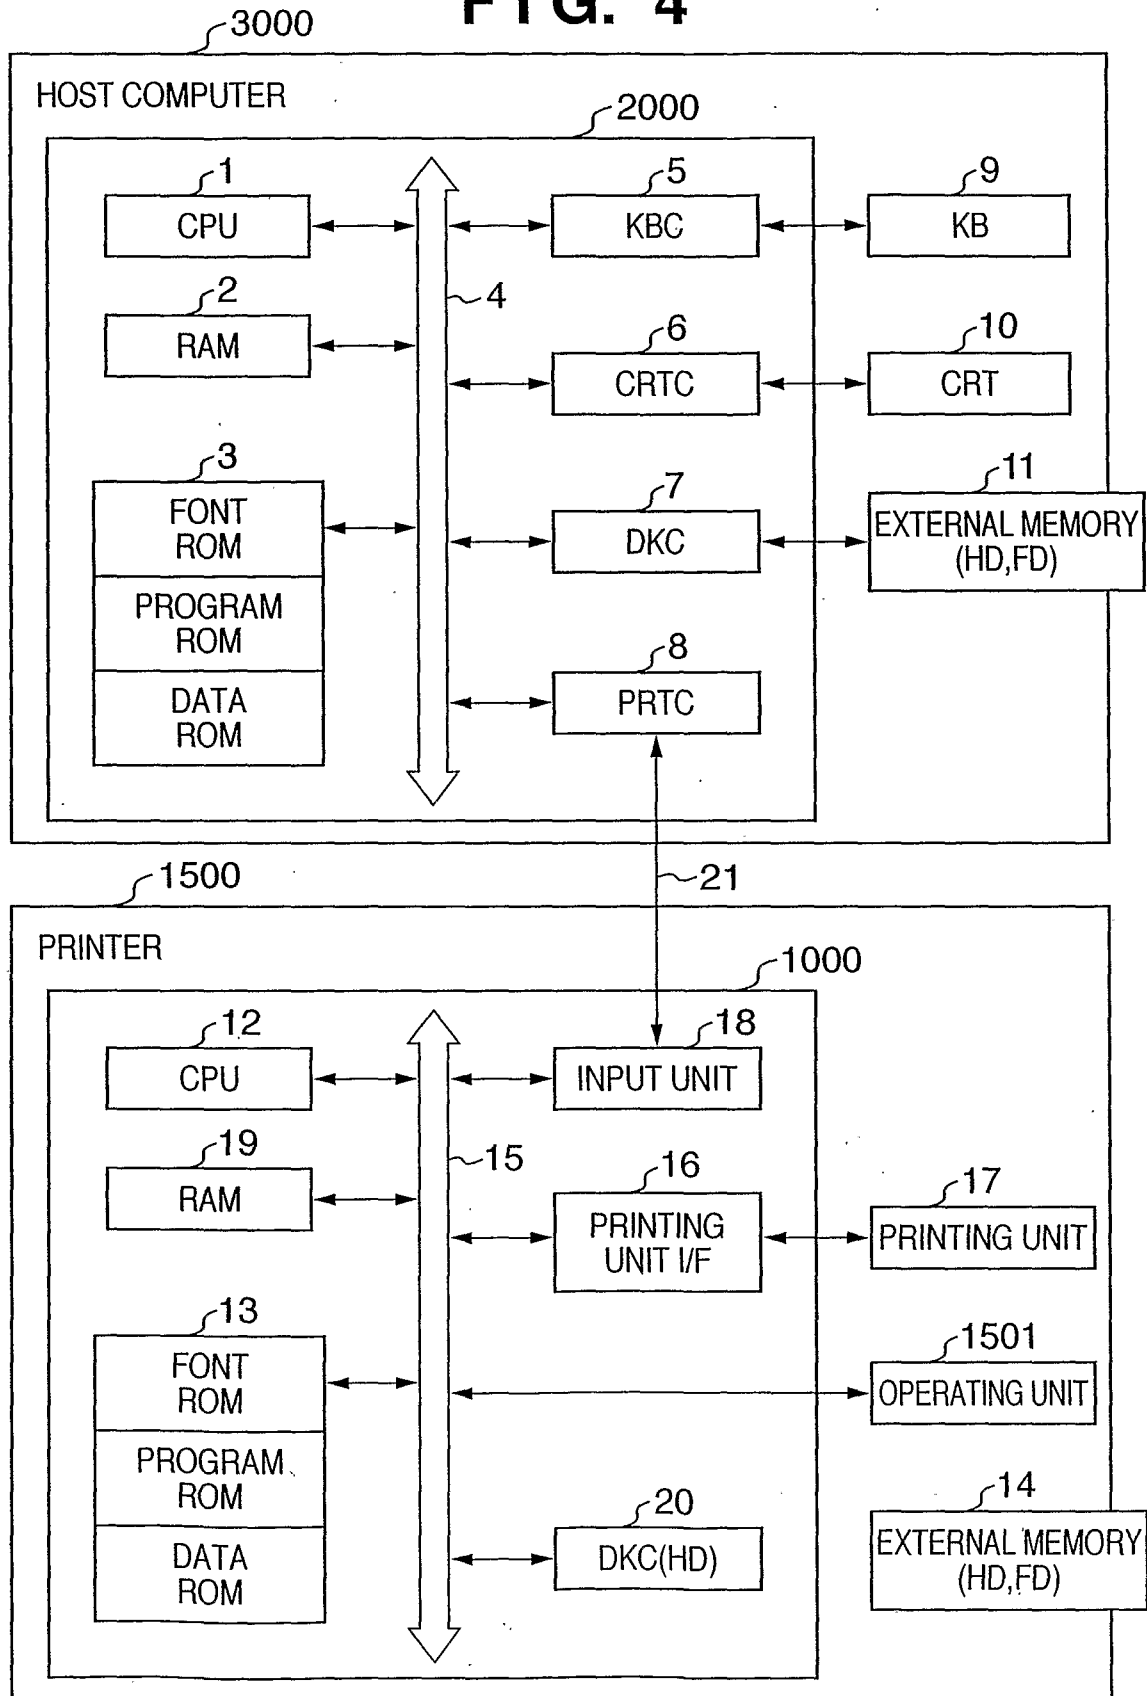 FIG. 4
3000
HOST COMPUTER
2000
1
CPU
5
KBC
9
KB
2
RAM
4
6
CRTC
10
CRT
3
FONT
ROM
PROGRAM
ROM
DATA
ROM
7
DKC
11
EXTERNAL MEMORY
(HD,FD)
8
PRTC
21
1500
PRINTER
1000
12
CPU
18
INPUT UNIT
19
RAM
15
16
PRINTING
UNIT I/F
17
PRINTING UNIT
13
FONT
ROM
PROGRAM
ROM
DATA
ROM
1501
OPERATING UNIT
20
DKC(HD)
14
EXTERNAL MEMORY
(HD,FD)